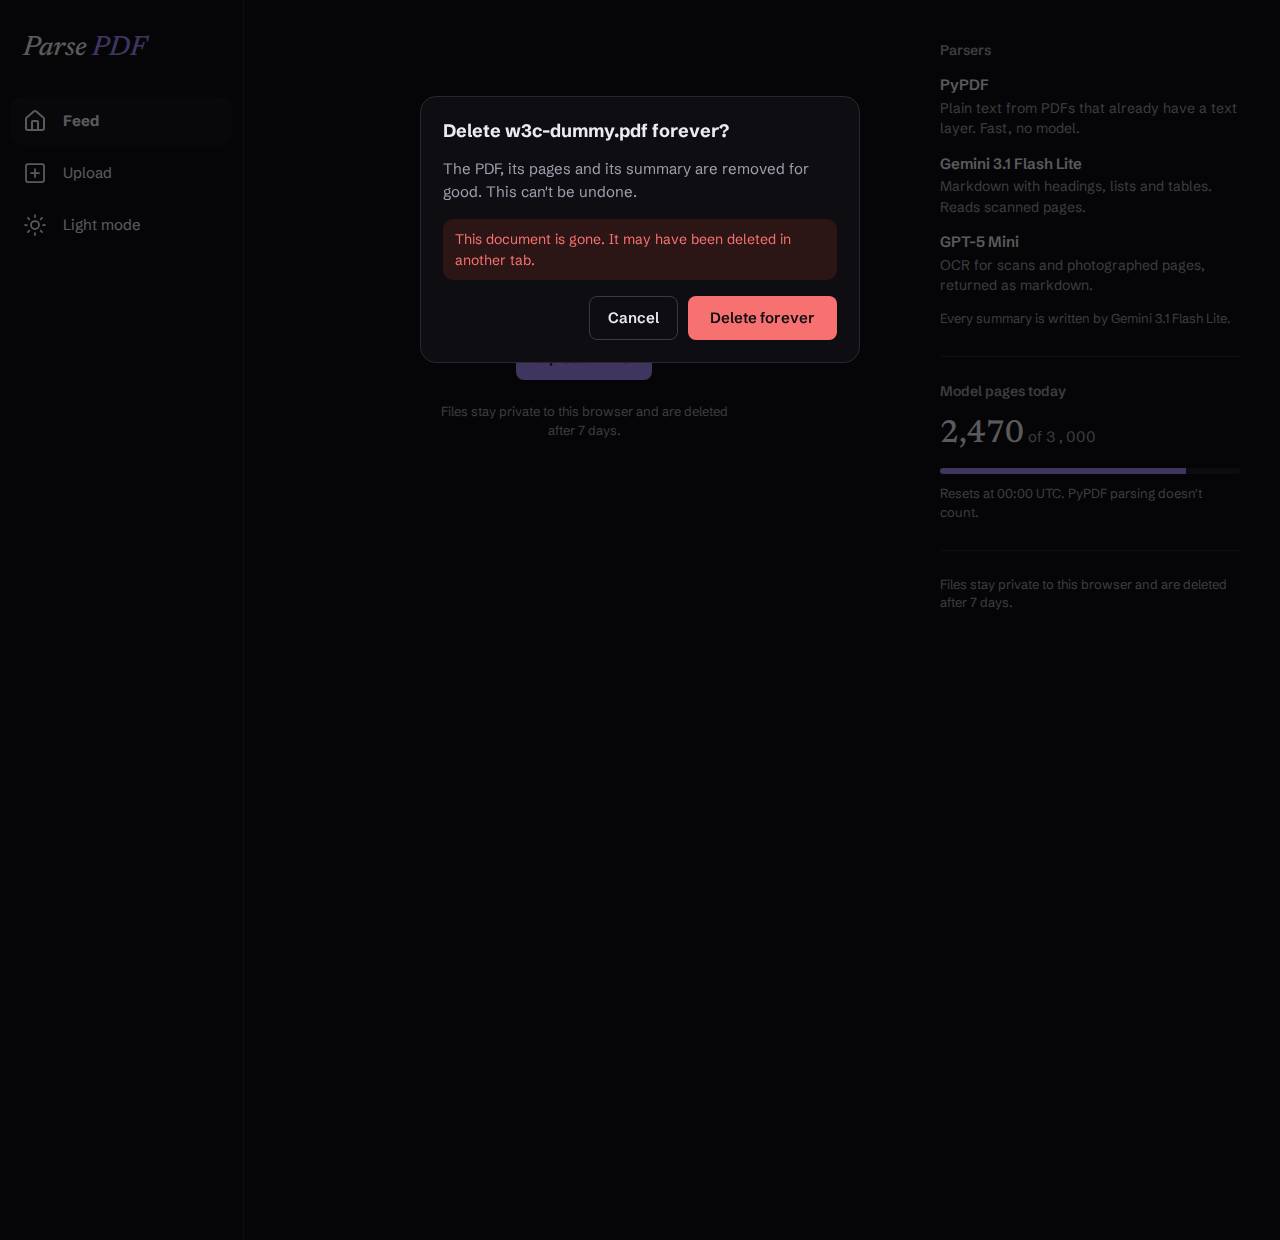 Parse PDF
Feed
Upload
Light mode
Delete w3c-dummy.pdf forever?
The PDF, its pages and its summary are removed for
good. This can't be undone.
This document is gone. It may have been deleted in
another tab.
Cancel
Delete forever
Files stay private to this browser and are deleted
after 7 days.
Parsers
PyPDF
Plain text from PDFs that already have a text
layer. Fast, no model.
Gemini 3.1 Flash Lite
Markdown with headings, lists and tables.
Reads scanned pages.
GPT-5 Mini
OCR for scans and photographed pages,
returned as markdown.
Every summary is written by Gemini 3.1 Flash Lite.
Model pages today
2,470 of 3,000
Resets at 00:00 UTC. PyPDF parsing doesn't
count.
Files stay private to this browser and are deleted
after 7 days.